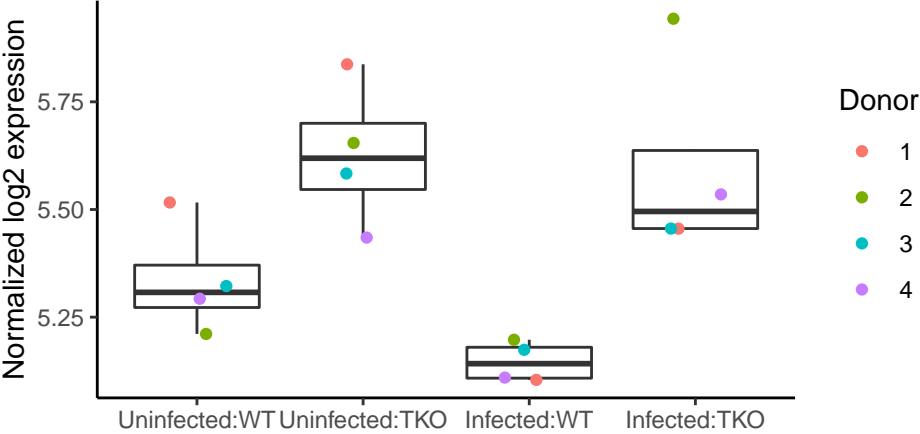 Normalized log2 expression
5.75
5.50
5.25
Uninfected:WT
Uninfected:TKO
Infected:WT
Infected:TKO
Donor
1
2
3
4